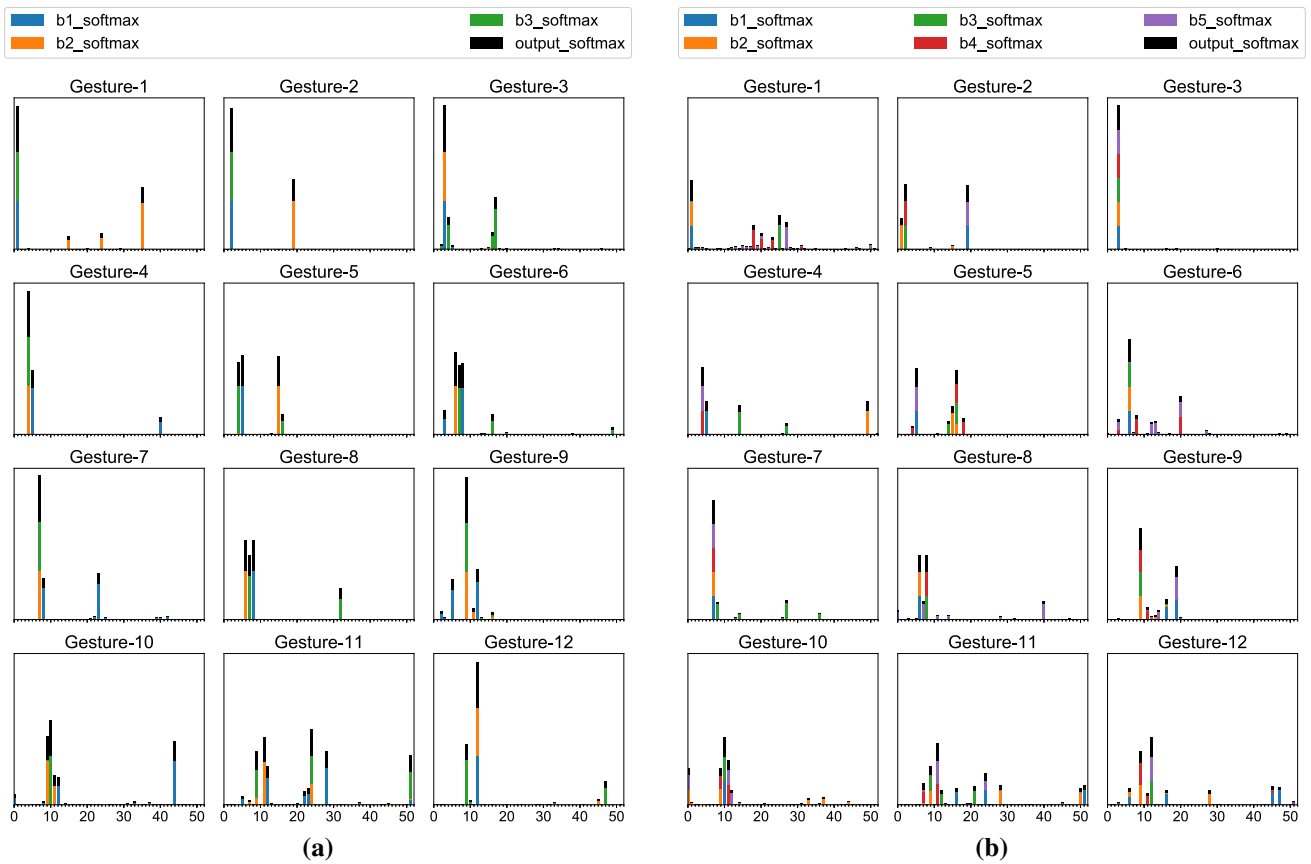 b1_softmax b3_softmax
b2_softmax output_softmax
b1_softmax b3_softmax b5_softmax
b2_softmax b4_softmax output_softmax
Gesture-1 Gesture-2 Gesture-3
Gesture-4 Gesture-5 Gesture-6
Gesture-7 Gesture-8 Gesture-9
Gesture-10 Gesture-11 Gesture-12
0 10 20 30 40 50 0 10 20 30 40 50 0 10 20 30 40 50
(a)
Gesture-1 Gesture-2 Gesture-3
Gesture-4 Gesture-5 Gesture-6
Gesture-7 Gesture-8 Gesture-9
Gesture-10 Gesture-11 Gesture-12
0 10 20 30 40 50 0 10 20 30 40 50 0 10 20 30 40 50
(b)